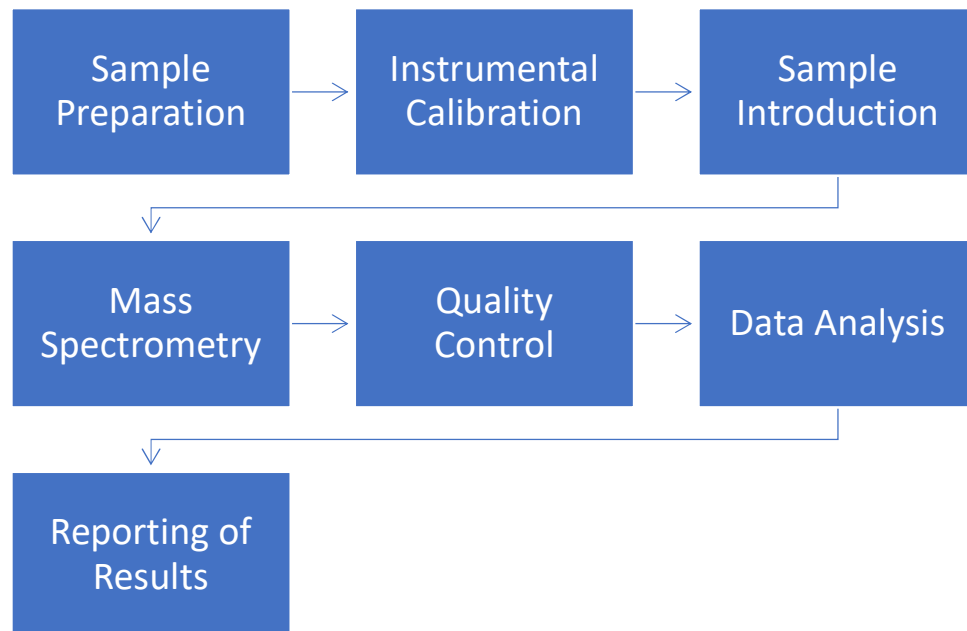 Sample
Preparation
Instrumental
Calibration
Sample
Introduction
Mass
Spectrometry
Quality
Control
Data Analysis
Reporting of
Results